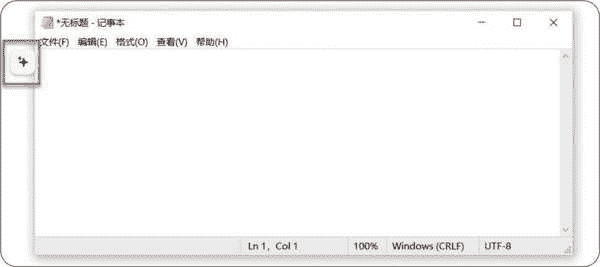 *无标题 - 记事本
文件(F) 编辑(E) 格式(O) 查看(V) 帮助(H)
Ln 1，Col 1 100% Windows (CRLF) UTF-8